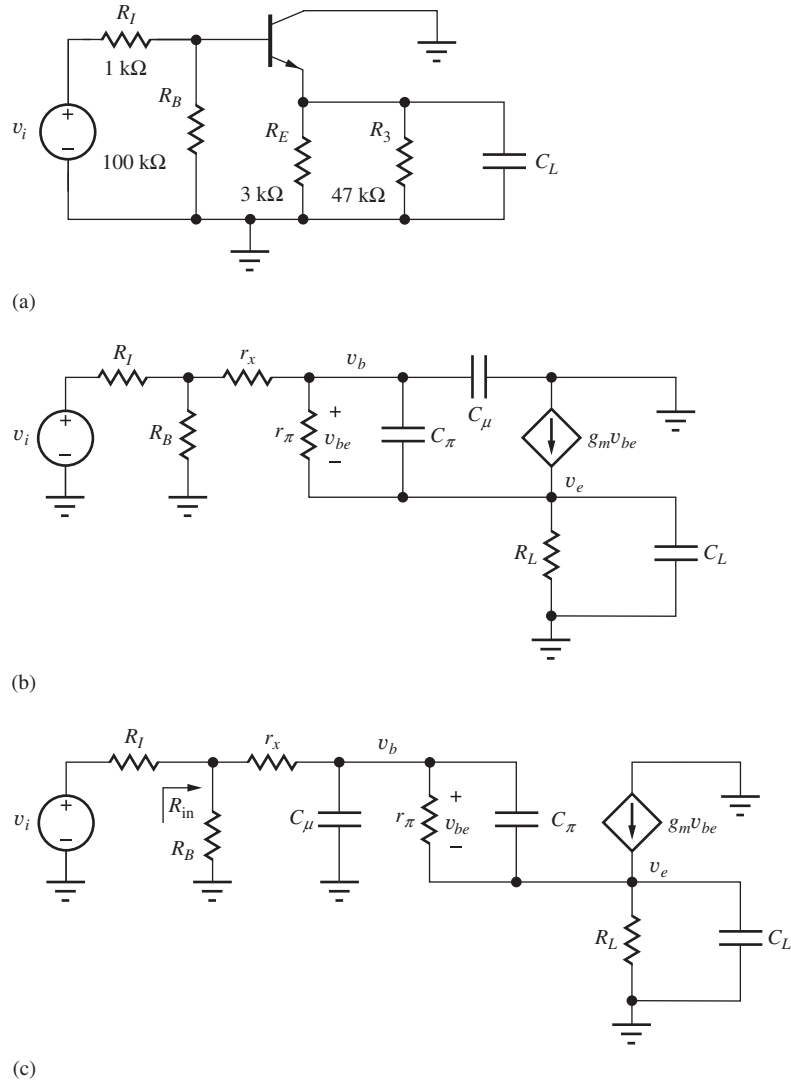 R_I
1 kΩ
R_B
v_i
+
−
100 kΩ
R_E
R_3
C_L
3 kΩ
47 kΩ
(a)
R_I
r_x
v_b
C_μ
v_i
+
−
R_B
r_π
+
v_be
−
C_π
g_m v_be
v_e
R_L
C_L
(b)
R_I
r_x
v_b
v_i
+
−
R_in
R_B
C_μ
r_π
+
v_be
−
C_π
g_m v_be
v_e
R_L
C_L
(c)